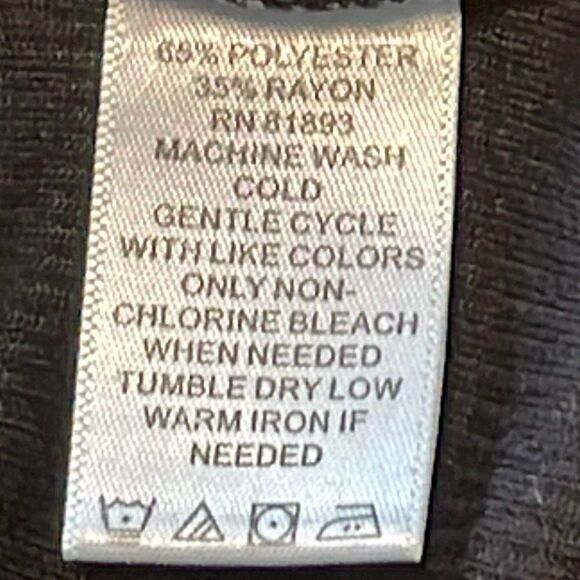 65% POLYESTER
35% RAYON
RN 81893
MACHINE WASH
COLD
GENTLE CYCLE
WITH LIKE COLORS
ONLY NON-
CHLORINE BLEACH
WHEN NEEDED
TUMBLE DRY LOW
WARM IRON IF
NEEDED